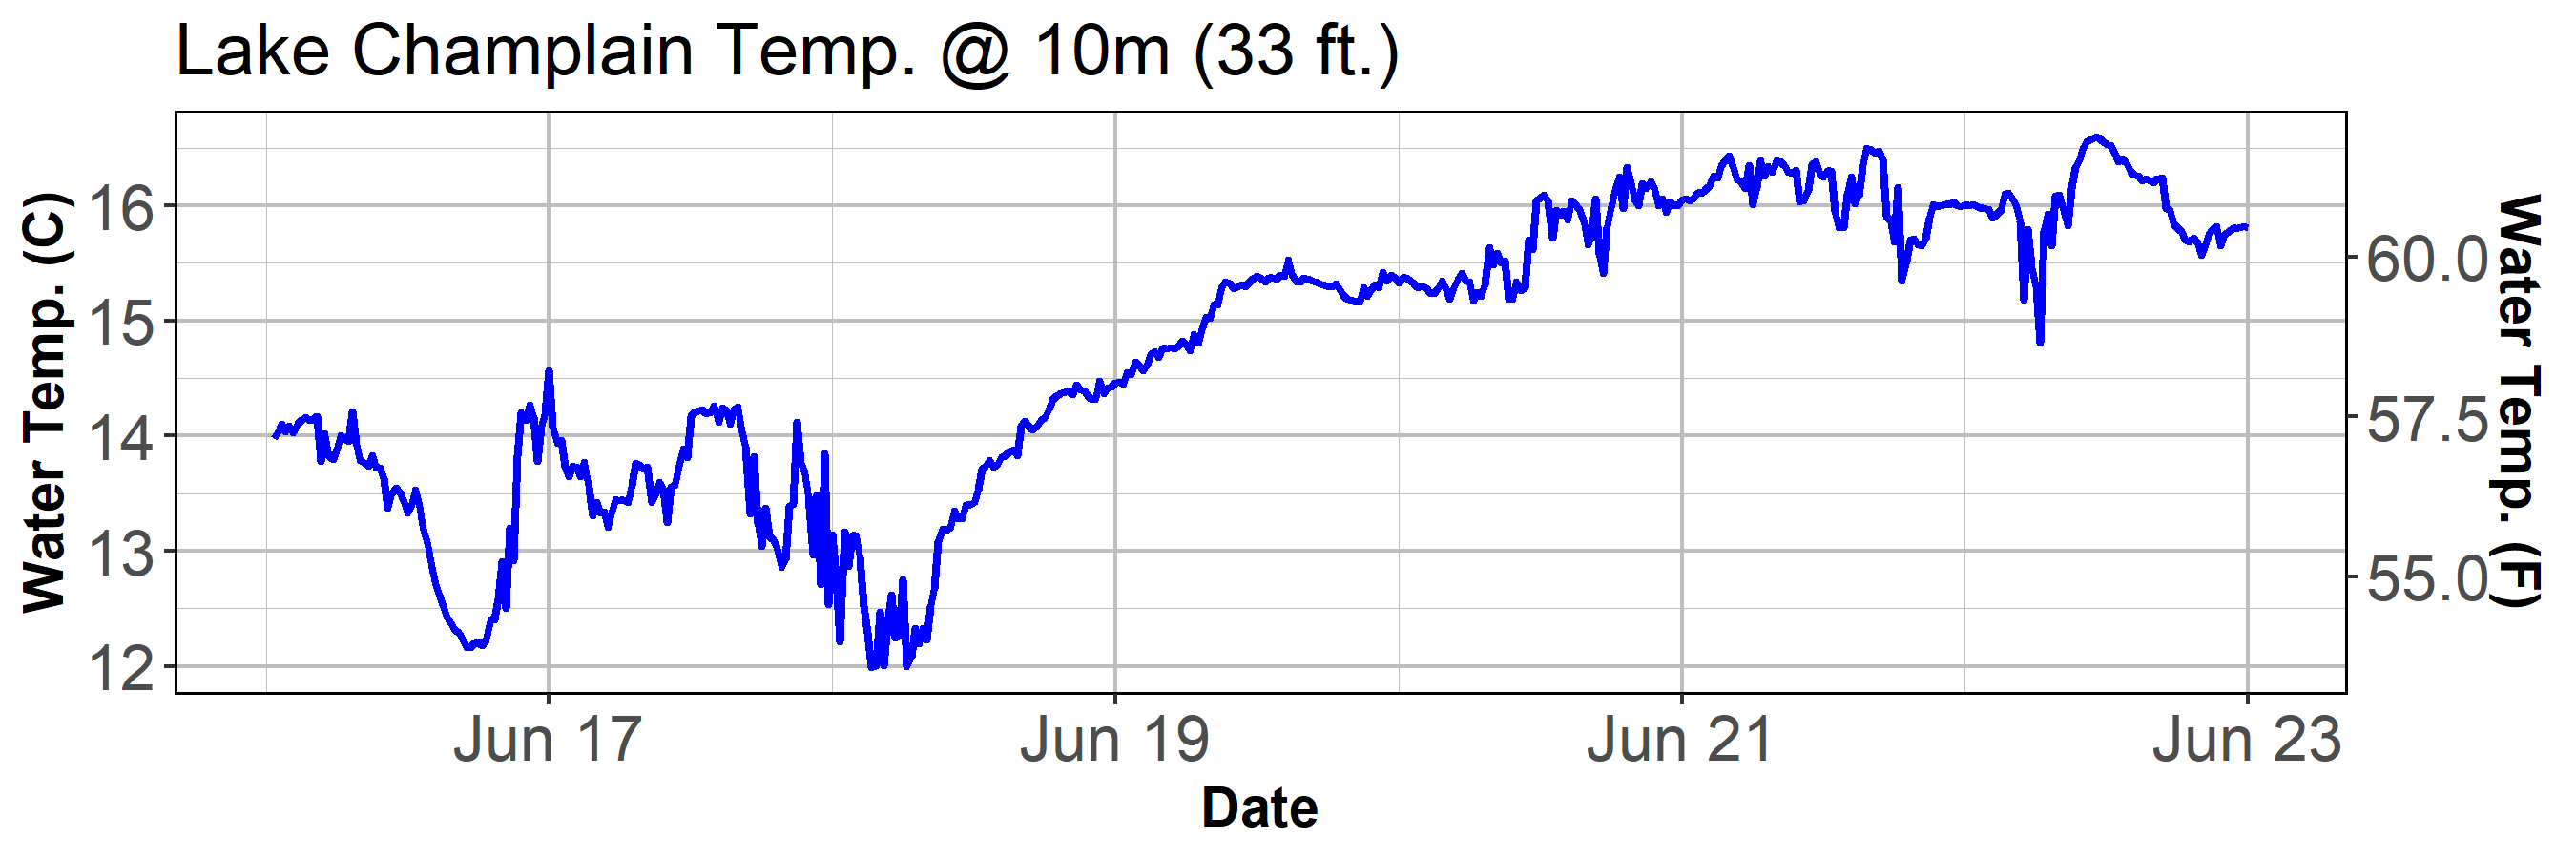 Lake Champlain Temp. @ 10m (33 ft.)
Water Temp. (C)
16
15
14
13
12
60.0
57.5
55.0
Water Temp. (F)
Jun 17
Jun 19
Jun 21
Jun 23
Date